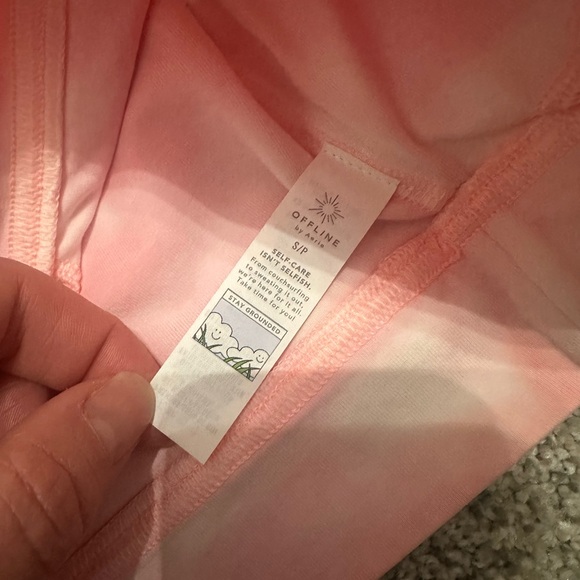 OFFLINE
by Aerie
S/P
SELF-CARE
ISN'T SELFISH.
From couchsurfing
to sweating it out,
we're here for it all.
Take time for you!
STAY GROUNDED